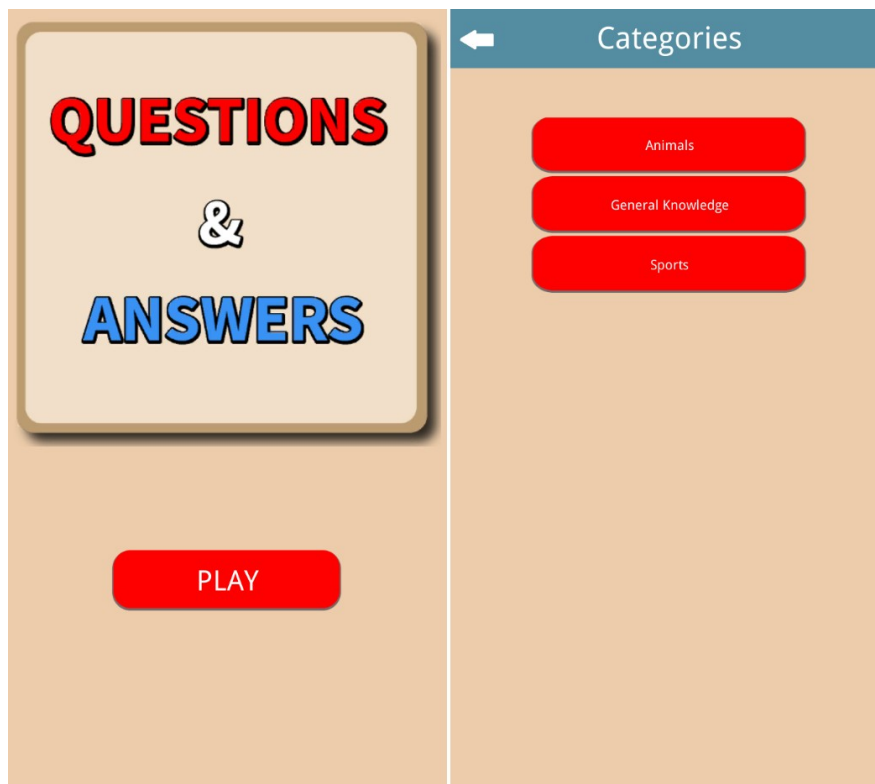 QUESTIONS
&
ANSWERS
PLAY
Categories
Animals
General Knowledge
Sports